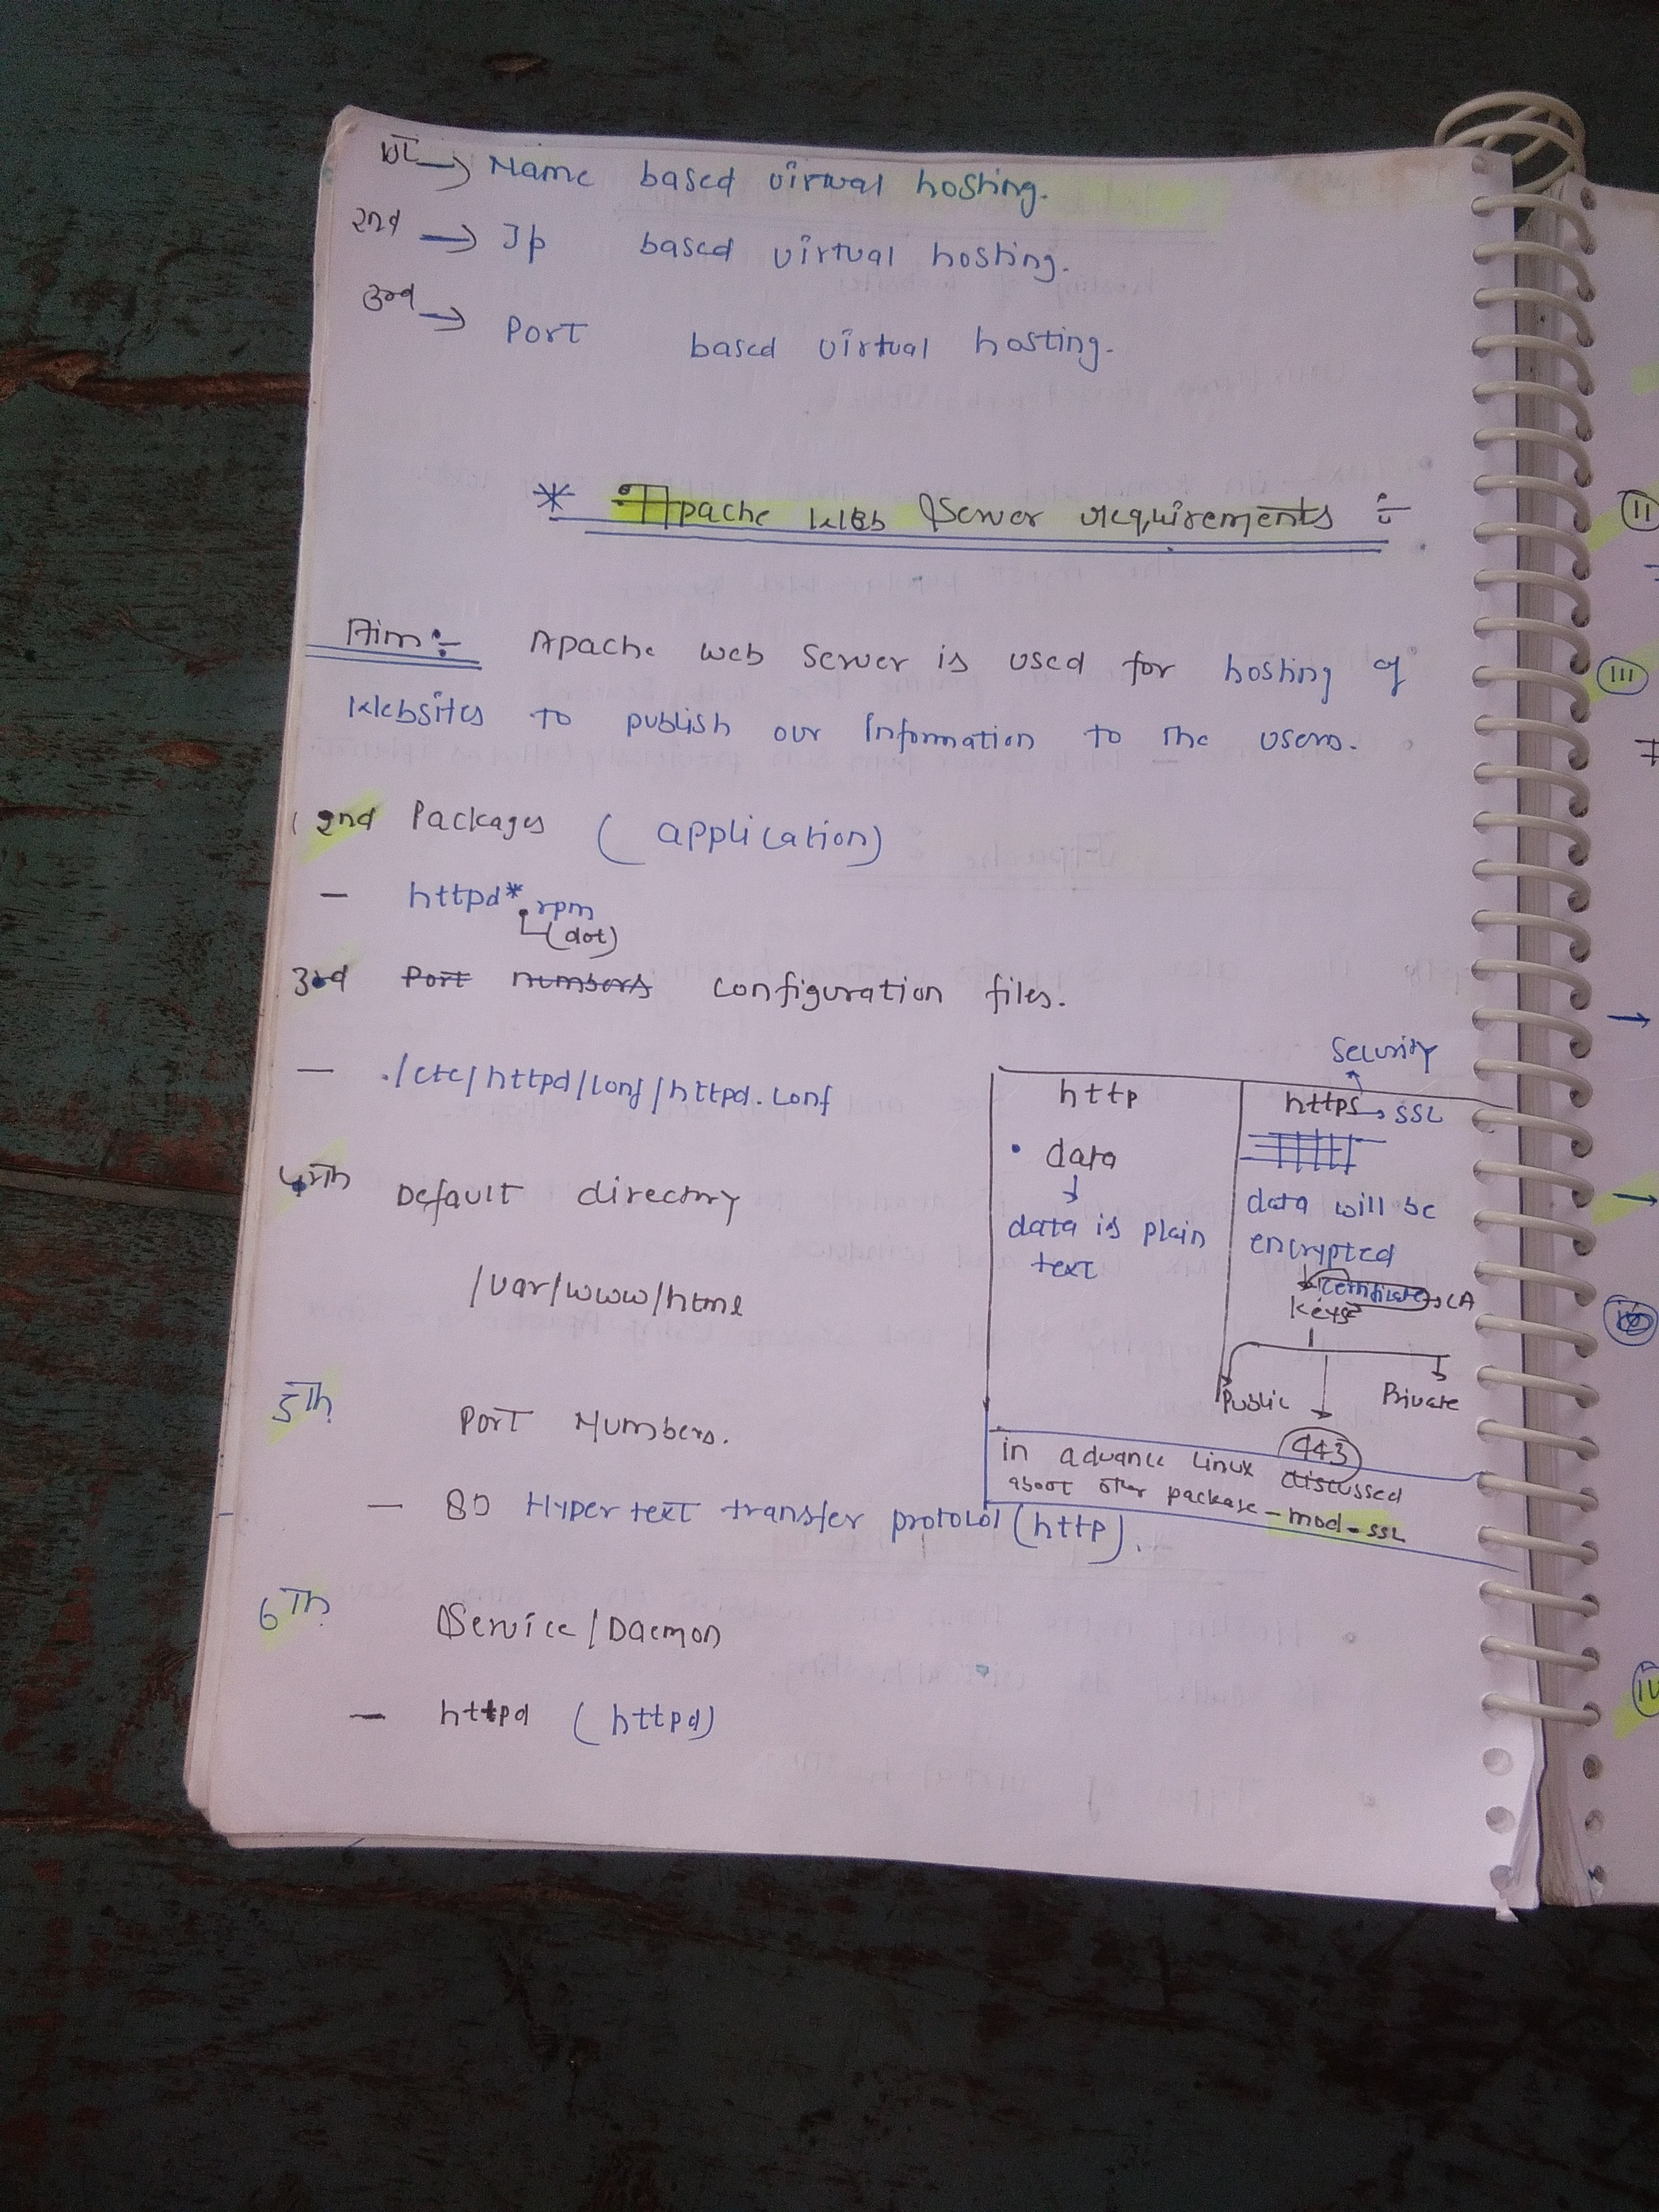 1st → Name based virtual hosting.
2nd → Ip based virtual hosting.
3rd → Port based virtual hosting.
* Apache WEb Server requirements ÷
Aim ÷ Apache web Server is used for hosting of
Websites to publish our Information to The users.
2nd Packages ( application)
– httpd*.rpm
(dot)
3rd Port numbers configuration files.
– ./etc/httpd/conf/httpd.conf
4th Default directory
/var/www/html
5Th Port Numbers.
– 80 Hyper text transfer protocol (http).
6Th Service/Daemon
– httpd ( httpd)
Security
http
https → SSL
• data
↓
data is plain
text
data will be
encrypted
certificate → CA
keys
Public
Private
443
in advance Linux discussed
about other package – mod-SSL
II
III